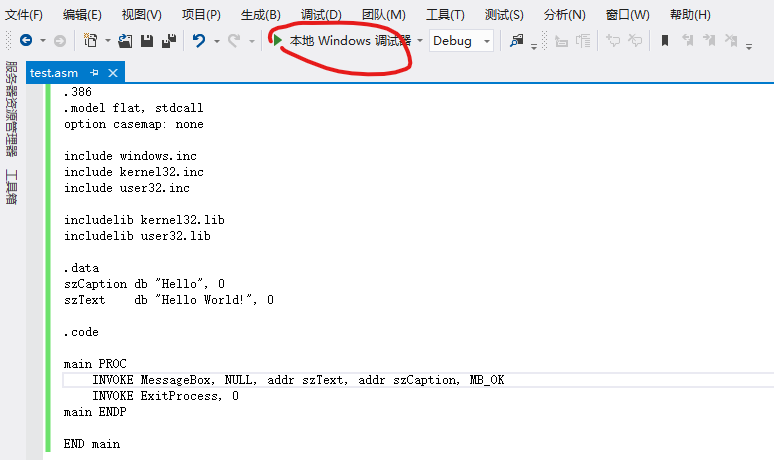 文件(F) 编辑(E) 视图(V) 项目(P) 生成(B) 调试(D) 团队(M) 工具(T) 测试(S) 分析(N) 窗口(W) 帮助(H)
本地 Windows 调试器 Debug
服务器资源管理器
工具箱
test.asm
.386
.model flat, stdcall
option casemap: none
include windows.inc
include kernel32.inc
include user32.inc
includelib kernel32.lib
includelib user32.lib
.data
szCaption db "Hello", 0
szText    db "Hello World!", 0
.code
main PROC
    INVOKE MessageBox, NULL, addr szText, addr szCaption, MB_OK
    INVOKE ExitProcess, 0
main ENDP
END main